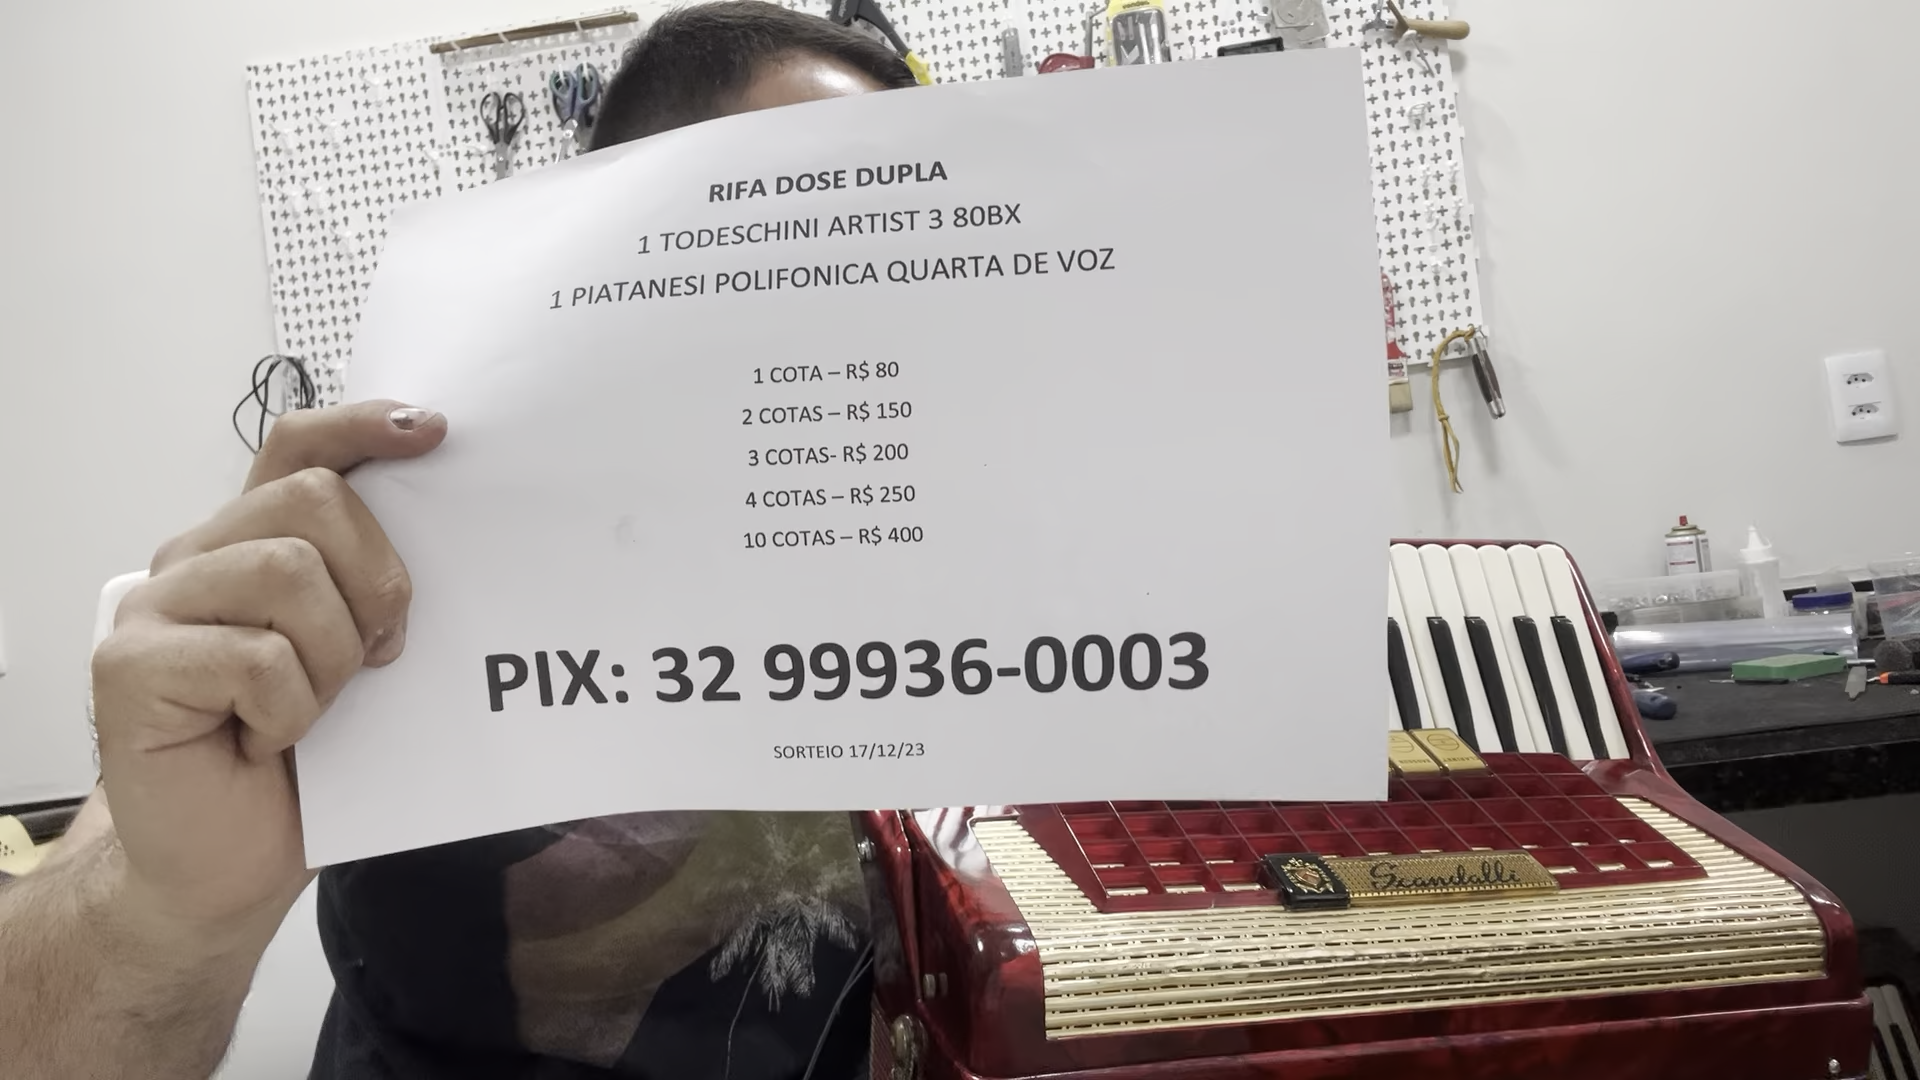 RIFA DOSE DUPLA
1 TODESCHINI ARTIST 3 80BX
1 PIATANESI POLIFONICA QUARTA DE VOZ
1 COTA – R$ 80
2 COTAS – R$ 150
3 COTAS- R$ 200
4 COTAS – R$ 250
10 COTAS – R$ 400
PIX: 32 99936-0003
SORTEIO 17/12/23
Scandalli